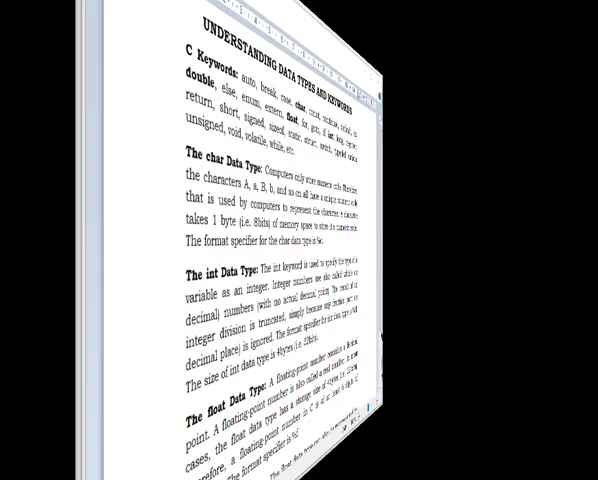 UNDERSTANDING DATA TYPES AND KEYWORDS
C Keywords: auto, break, case, char, const, continue, default, do
double, else, enum, extern, float, for, goto, if int, long, register
return, short, signed, sizeof, static, struct, switch, typedef union
unsigned, void, volatile, while, etc.
The char Data Type: Computers only store numeric code. Therefore
the characters A, a, B, b, and so on all have a unique numeric code
that is used by computers to represent the characters. A character
takes 1 byte (i.e. 8bits) of memory space to store its numeric code.
The format specifier for the char data type is %c.
The int Data Type: The int keyword is used to specify the type of a
variable as an integer. Integer numbers are also called whole
decimal) numbers (with no actual decimal point). The result of an
integer division is truncated, simply because any fraction
decimal place) is ignored. The format specifier for int data type is %d
The size of int data type is 4bytes (i.e. 32bits).
The float Data Type: A floating-point number contains a decimal
point. A floating-point number is also called a real number. In most
cases, the float data type has a storage size of 4bytes (i.e. 32bits)
erefore, a floating-point number in C is of at least 6 digits of
The format specifier is %f